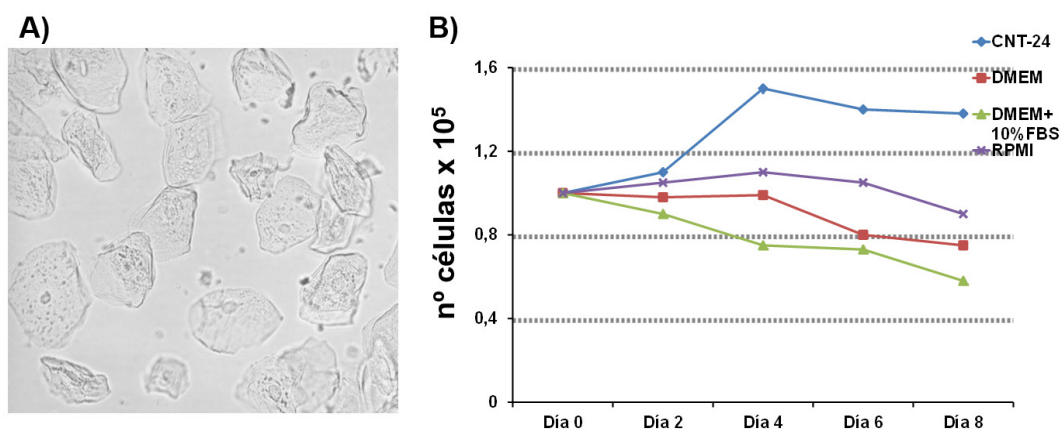 A)
B)
CNT-24
DMEM
DMEM+
10%FBS
RPMI
nº células x 10⁵
1,6
1,2
0,8
0,4
0
Día 0
Día 2
Día 4
Día 6
Día 8